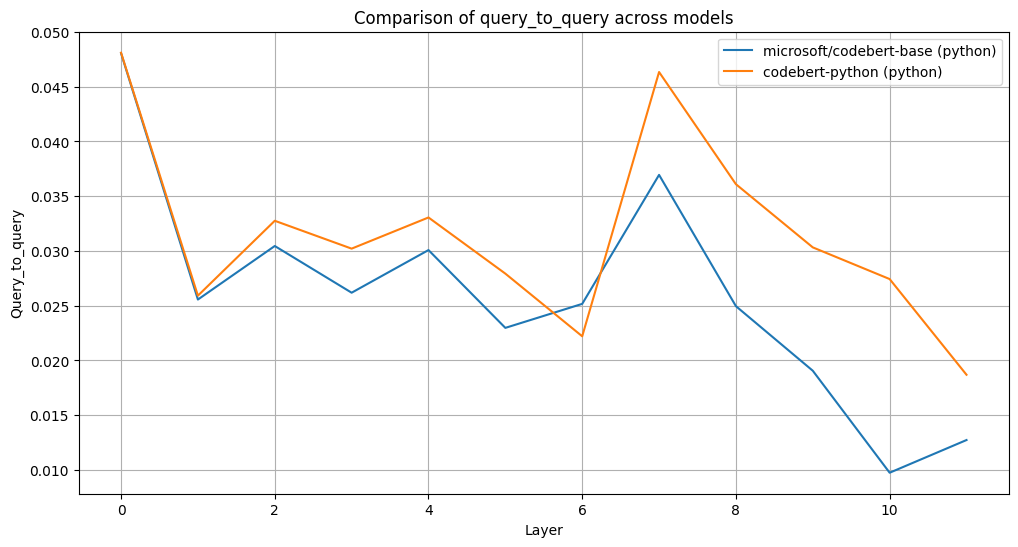 Comparison of query_to_query across models
microsoft/codebert-base (python)
codebert-python (python)
Query_to_query
0.050
0.045
0.040
0.035
0.030
0.025
0.020
0.015
0.010
0 2 4 6 8 10
Layer